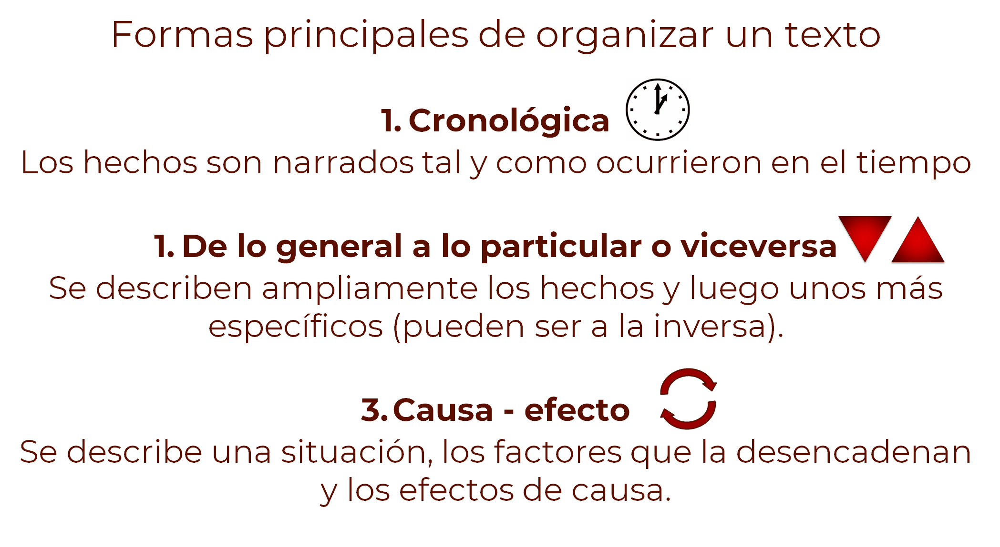 Formas principales de organizar un texto
1. Cronológica
Los hechos son narrados tal y como ocurrieron en el tiempo
1. De lo general a lo particular o viceversa
Se describen ampliamente los hechos y luego unos más
específicos (pueden ser a la inversa).
3. Causa - efecto
Se describe una situación, los factores que la desencadenan
y los efectos de causa.